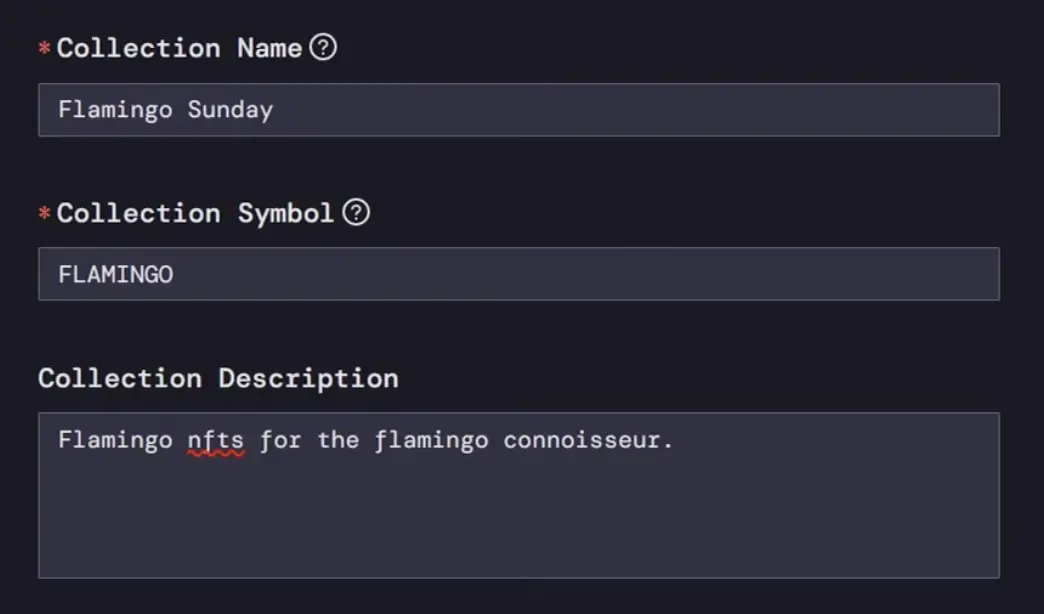 *Collection Name?
Flamingo Sunday
*Collection Symbol?
FLAMINGO
Collection Description
Flamingo nfts for the flamingo connoisseur.